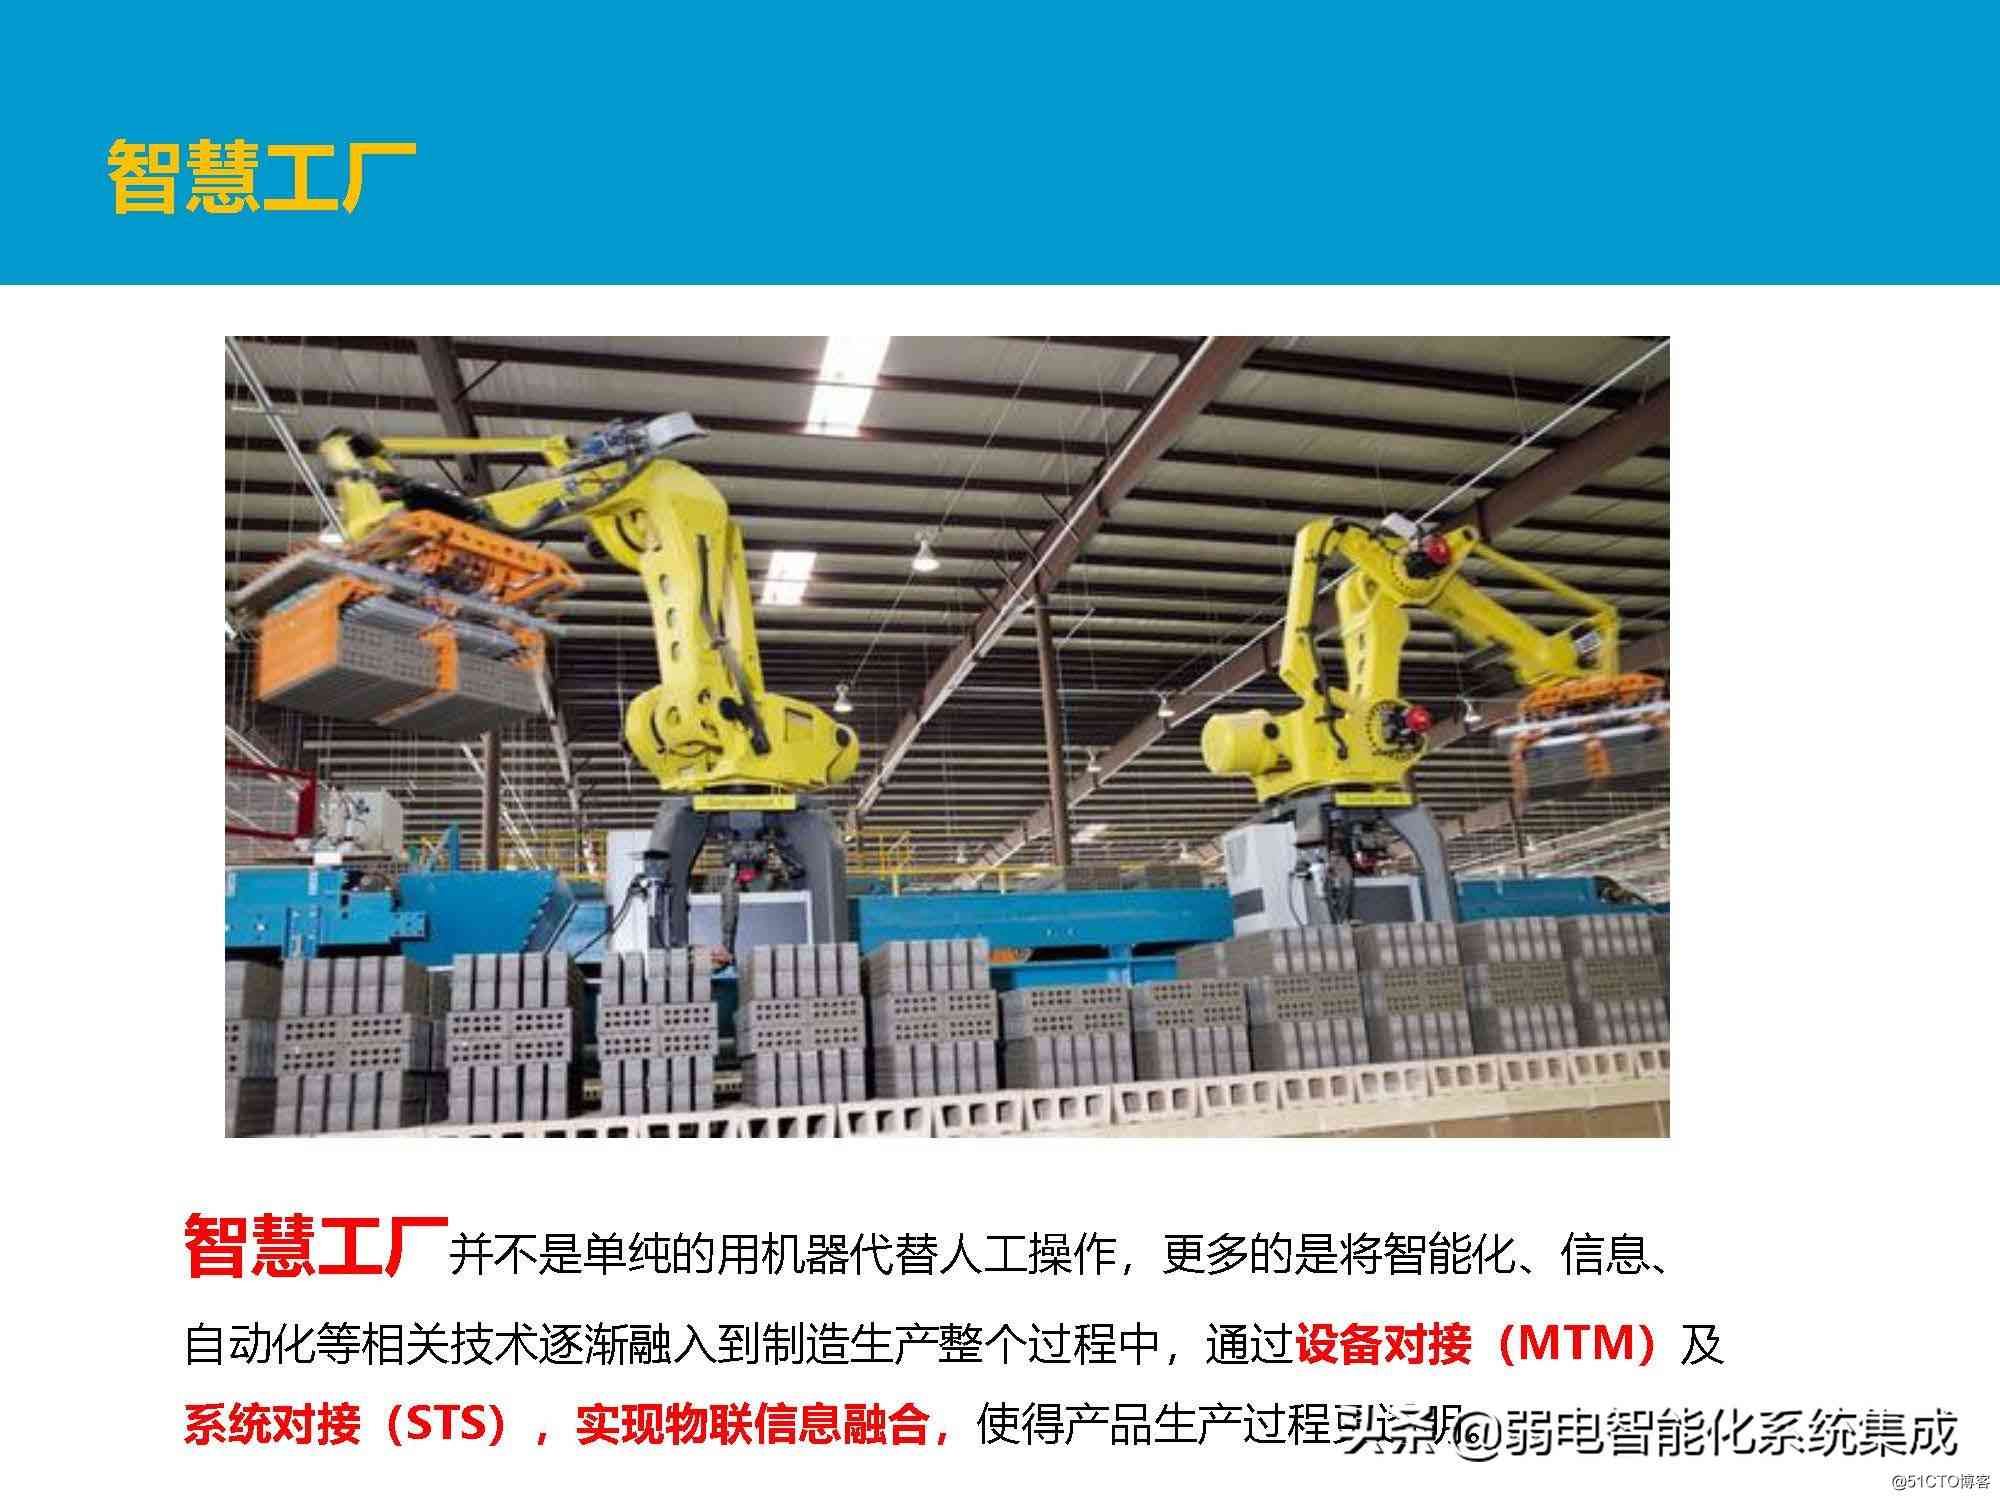 智慧工厂
智慧工厂并不是单纯的用机器代替人工操作，更多的是将智能化、信息、
自动化等相关技术逐渐融入到制造生产整个过程中，通过设备对接（MTM）及
系统对接（STS），实现物联信息融合，使得产品生产过程更透明。
头条@弱电智能化系统集成
@51CTO博客